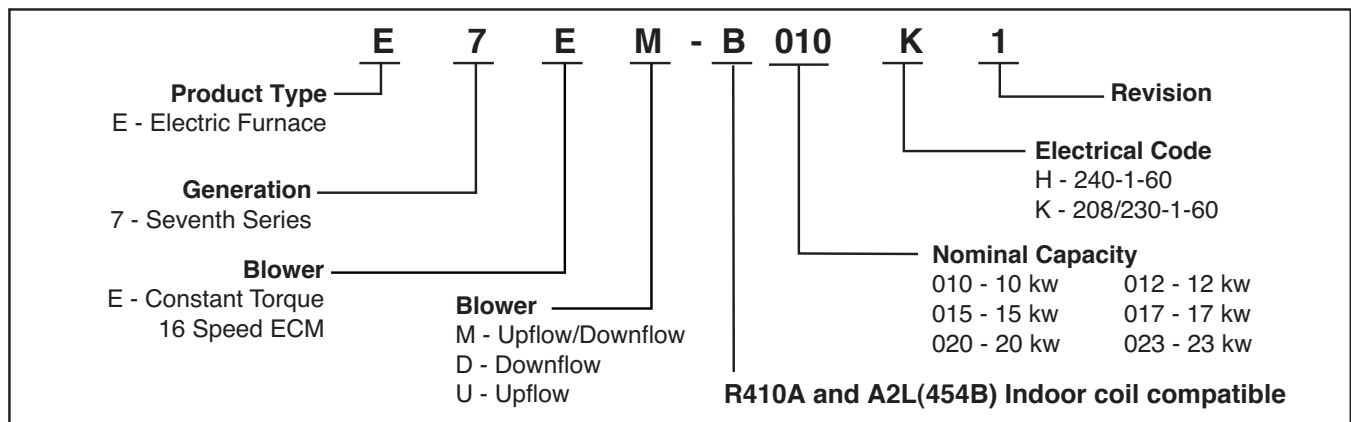 E 7 E M - B 010 K 1
Product Type
E - Electric Furnace
Generation
7 - Seventh Series
Blower
E - Constant Torque
16 Speed ECM
Blower
M - Upflow/Downflow
D - Downflow
U - Upflow
Revision
Electrical Code
H - 240-1-60
K - 208/230-1-60
Nominal Capacity
010 - 10 kw 012 - 12 kw
015 - 15 kw 017 - 17 kw
020 - 20 kw 023 - 23 kw
R410A and A2L(454B) Indoor coil compatible